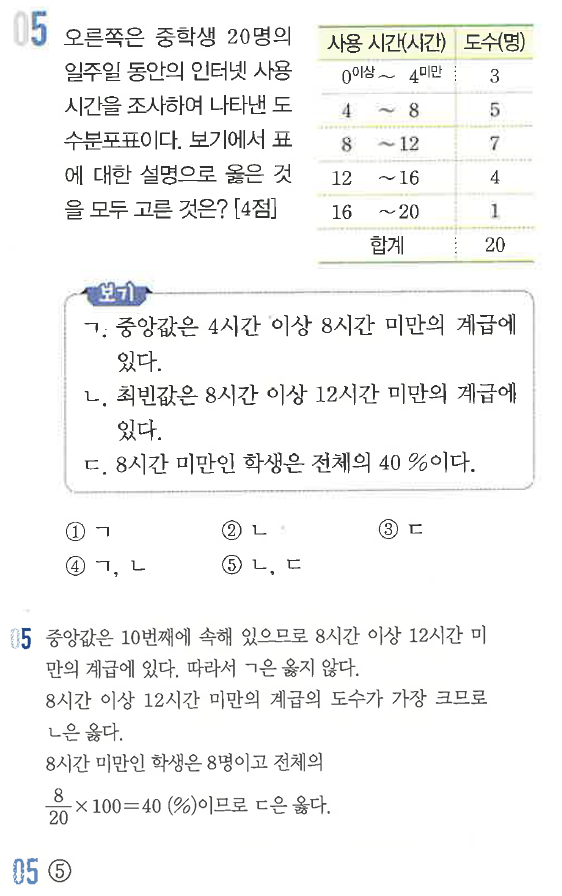 05 오른쪽은 중학생 20명의
일주일 동안의 인터넷 사용
시간을 조사하여 나타낸 도
수분포표이다. 보기에서 표
에 대한 설명으로 옳은 것
을 모두 고른 것은? [4점]
사용 시간(시간) 도수(명)
0이상 ~ 4미만 3
4 ~ 8 5
8 ~12 7
12 ~16 4
16 ~20 1
합계 20
보기
ㄱ. 중앙값은 4시간 이상 8시간 미만의 계급에
있다.
ㄴ. 최빈값은 8시간 이상 12시간 미만의 계급에
있다.
ㄷ. 8시간 미만인 학생은 전체의 40 %이다.
① ㄱ ② ㄴ ③ ㄷ
④ ㄱ, ㄴ ⑤ ㄴ, ㄷ
05 중앙값은 10번째에 속해 있으므로 8시간 이상 12시간 미
만의 계급에 있다. 따라서 ㄱ은 옳지 않다.
8시간 이상 12시간 미만의 계급의 도수가 가장 크므로
ㄴ은 옳다.
8시간 미만인 학생은 8명이고 전체의
8/20 ×100=40 (%)이므로 ㄷ은 옳다.
05 ⑤